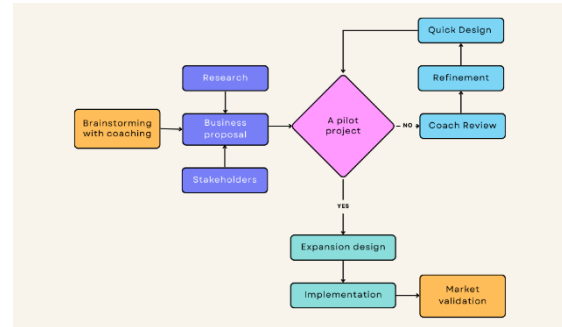 Quick Design
Research
Refinement
Brainstorming
with coaching
Business
proposal
A pilot
project
NO
Coach Review
Stakeholders
YES
Expansion design
Implementation
Market
validation